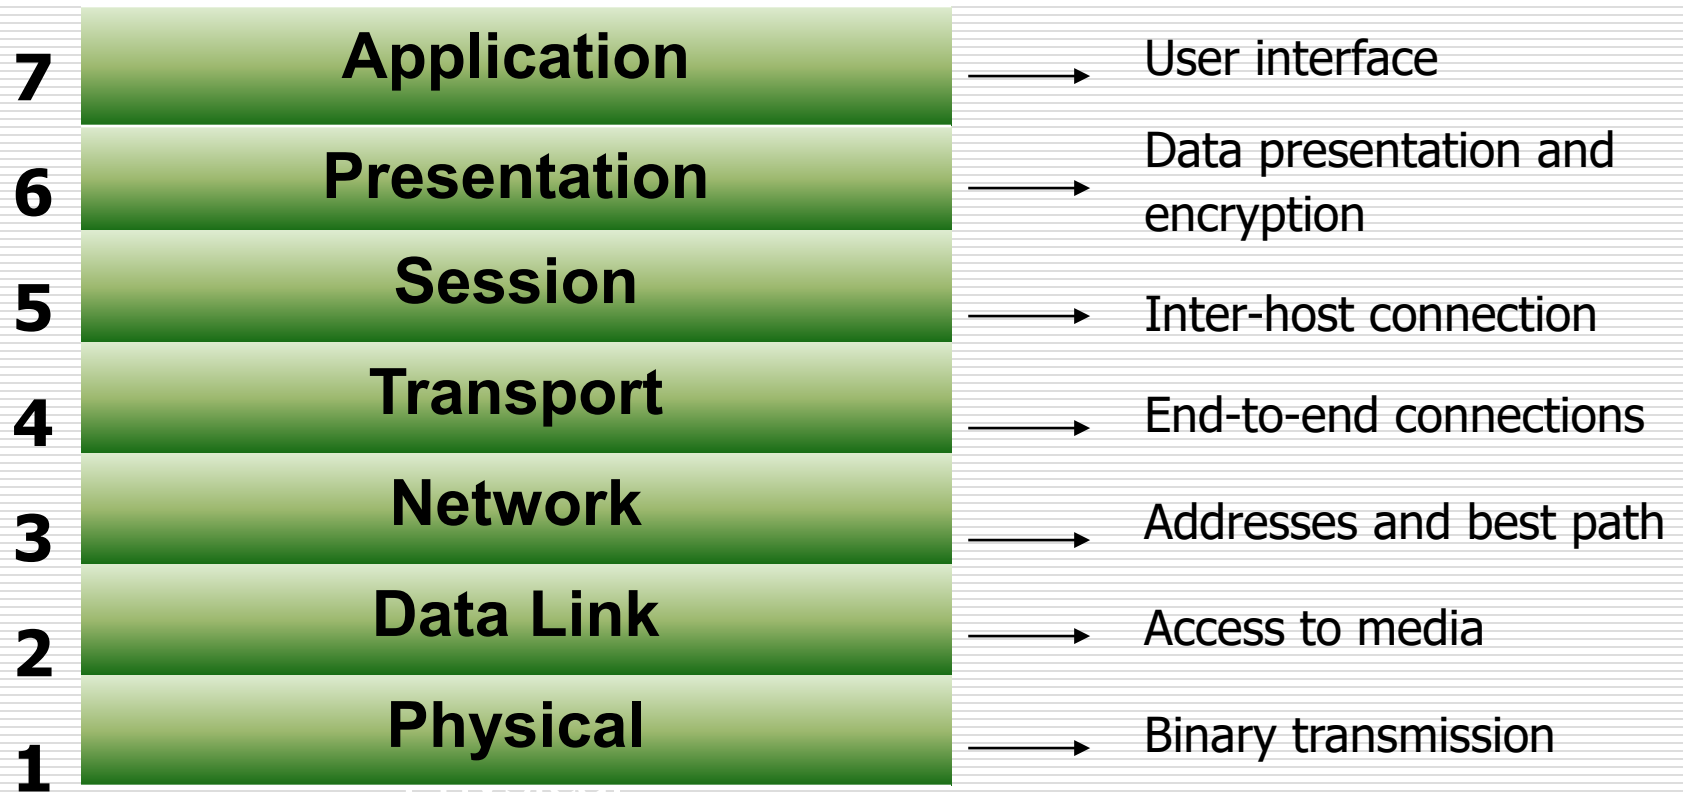 7 Application User interface
6 Presentation Data presentation and
encryption
5 Session Inter-host connection
4 Transport End-to-end connections
3 Network Addresses and best path
2 Data Link Access to media
1 Physical Binary transmission